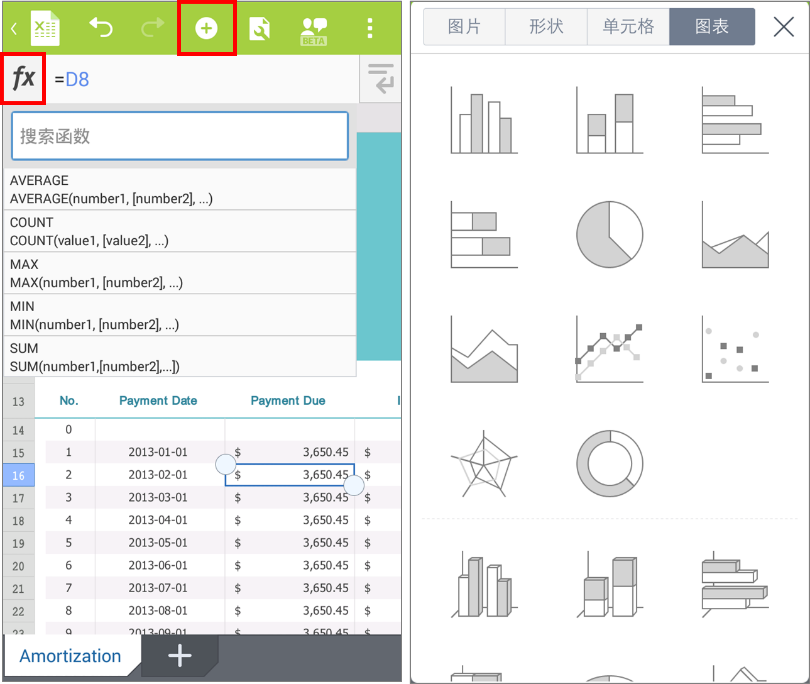 BETA
fx =D8
搜索函数
AVERAGE
AVERAGE(number1, [number2], ...)
COUNT
COUNT(value1, [value2], ...)
MAX
MAX(number1, [number2], ...)
MIN
MIN(number1, [number2], ...)
SUM
SUM(number1,[number2],...])
13 No. Payment Date Payment Due
14 0
15 1 2013-01-01 $ 3,650.45 $
16 2 2013-02-01 $ 3,650.45 $
17 3 2013-03-01 $ 3,650.45 $
18 4 2013-04-01 $ 3,650.45 $
19 5 2013-05-01 $ 3,650.45 $
20 6 2013-06-01 $ 3,650.45 $
21 7 2013-07-01 $ 3,650.45 $
22 8 2013-08-01 $ 3,650.45 $
23 9 2013-09-01 $ 3,650.45 $
Amortization
图片 形状 单元格 图表